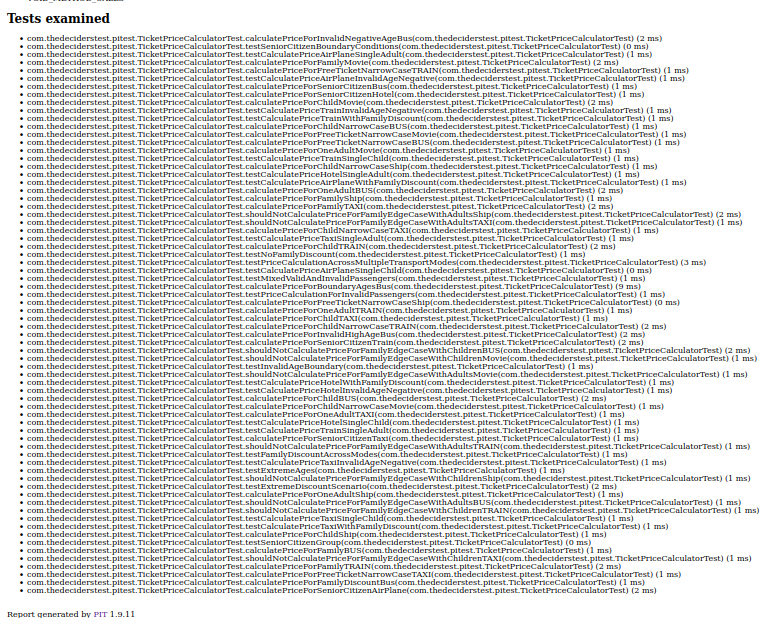 Tests examined
• com.thedeciderstest.pitest.TicketPriceCalculatorTest.calculatePriceForInvalidNegativeAgeBus(com.thedeciderstest.pitest.TicketPriceCalculatorTest) (2 ms)
• com.thedeciderstest.pitest.TicketPriceCalculatorTest.testSeniorCitizenBoundaryConditions(com.thedeciderstest.pitest.TicketPriceCalculatorTest) (0 ms)
• com.thedeciderstest.pitest.TicketPriceCalculatorTest.testCalculatePriceAirPlaneSingleAdult(com.thedeciderstest.pitest.TicketPriceCalculatorTest) (1 ms)
• com.thedeciderstest.pitest.TicketPriceCalculatorTest.calculatePriceForFamilyMovie(com.thedeciderstest.pitest.TicketPriceCalculatorTest) (2 ms)
• com.thedeciderstest.pitest.TicketPriceCalculatorTest.calculatePriceForFreeTicketNarrowCaseTRAIN(com.thedeciderstest.pitest.TicketPriceCalculatorTest) (1 ms)
• com.thedeciderstest.pitest.TicketPriceCalculatorTest.testCalculatePriceAirPlaneInvalidAgeNegative(com.thedeciderstest.pitest.TicketPriceCalculatorTest) (1 ms)
• com.thedeciderstest.pitest.TicketPriceCalculatorTest.calculatePriceForSeniorCitizenBus(com.thedeciderstest.pitest.TicketPriceCalculatorTest) (1 ms)
• com.thedeciderstest.pitest.TicketPriceCalculatorTest.calculatePriceForSeniorCitizenHotel(com.thedeciderstest.pitest.TicketPriceCalculatorTest) (1 ms)
• com.thedeciderstest.pitest.TicketPriceCalculatorTest.calculatePriceForChildMovie(com.thedeciderstest.pitest.TicketPriceCalculatorTest) (2 ms)
• com.thedeciderstest.pitest.TicketPriceCalculatorTest.testCalculatePriceTrainInvalidAgeNegative(com.thedeciderstest.pitest.TicketPriceCalculatorTest) (1 ms)
• com.thedeciderstest.pitest.TicketPriceCalculatorTest.testCalculatePriceTrainWithFamilyDiscount(com.thedeciderstest.pitest.TicketPriceCalculatorTest) (1 ms)
• com.thedeciderstest.pitest.TicketPriceCalculatorTest.calculatePriceForChildNarrowCaseBUS(com.thedeciderstest.pitest.TicketPriceCalculatorTest) (1 ms)
• com.thedeciderstest.pitest.TicketPriceCalculatorTest.calculatePriceForFreeTicketNarrowCaseMovie(com.thedeciderstest.pitest.TicketPriceCalculatorTest) (1 ms)
• com.thedeciderstest.pitest.TicketPriceCalculatorTest.calculatePriceForFreeTicketNarrowCaseBUS(com.thedeciderstest.pitest.TicketPriceCalculatorTest) (1 ms)
• com.thedeciderstest.pitest.TicketPriceCalculatorTest.calculatePriceForOneAdultMovie(com.thedeciderstest.pitest.TicketPriceCalculatorTest) (1 ms)
• com.thedeciderstest.pitest.TicketPriceCalculatorTest.testCalculatePriceTrainSingleChild(com.thedeciderstest.pitest.TicketPriceCalculatorTest) (1 ms)
• com.thedeciderstest.pitest.TicketPriceCalculatorTest.calculatePriceForChildNarrowCaseShip(com.thedeciderstest.pitest.TicketPriceCalculatorTest) (1 ms)
• com.thedeciderstest.pitest.TicketPriceCalculatorTest.testCalculatePriceHotelSingleAdult(com.thedeciderstest.pitest.TicketPriceCalculatorTest) (1 ms)
• com.thedeciderstest.pitest.TicketPriceCalculatorTest.testCalculatePriceAirPlaneWithFamilyDiscount(com.thedeciderstest.pitest.TicketPriceCalculatorTest) (1 ms)
• com.thedeciderstest.pitest.TicketPriceCalculatorTest.calculatePriceForOneAdultBUS(com.thedeciderstest.pitest.TicketPriceCalculatorTest) (2 ms)
• com.thedeciderstest.pitest.TicketPriceCalculatorTest.calculatePriceForFamilyShip(com.thedeciderstest.pitest.TicketPriceCalculatorTest) (1 ms)
• com.thedeciderstest.pitest.TicketPriceCalculatorTest.calculatePriceForFamilyTAXI(com.thedeciderstest.pitest.TicketPriceCalculatorTest) (2 ms)
• com.thedeciderstest.pitest.TicketPriceCalculatorTest.shouldNotCalculatePriceForFamilyEdgeCaseWithAdultsShip(com.thedeciderstest.pitest.TicketPriceCalculatorTest) (2 ms)
• com.thedeciderstest.pitest.TicketPriceCalculatorTest.shouldNotCalculatePriceForFamilyEdgeCaseWithAdultsTAXI(com.thedeciderstest.pitest.TicketPriceCalculatorTest) (1 ms)
• com.thedeciderstest.pitest.TicketPriceCalculatorTest.calculatePriceForChildNarrowCaseTAXI(com.thedeciderstest.pitest.TicketPriceCalculatorTest) (1 ms)
• com.thedeciderstest.pitest.TicketPriceCalculatorTest.testCalculatePriceTaxiSingleAdult(com.thedeciderstest.pitest.TicketPriceCalculatorTest) (1 ms)
• com.thedeciderstest.pitest.TicketPriceCalculatorTest.calculatePriceForChildTRAIN(com.thedeciderstest.pitest.TicketPriceCalculatorTest) (2 ms)
• com.thedeciderstest.pitest.TicketPriceCalculatorTest.testNoFamilyDiscount(com.thedeciderstest.pitest.TicketPriceCalculatorTest) (1 ms)
• com.thedeciderstest.pitest.TicketPriceCalculatorTest.testPriceCalculationAcrossMultipleTransportModes(com.thedeciderstest.pitest.TicketPriceCalculatorTest) (3 ms)
• com.thedeciderstest.pitest.TicketPriceCalculatorTest.testCalculatePriceAirPlaneSingleChild(com.thedeciderstest.pitest.TicketPriceCalculatorTest) (0 ms)
• com.thedeciderstest.pitest.TicketPriceCalculatorTest.testMixedValidAndInvalidPassengers(com.thedeciderstest.pitest.TicketPriceCalculatorTest) (1 ms)
• com.thedeciderstest.pitest.TicketPriceCalculatorTest.calculatePriceForBoundaryAgesBus(com.thedeciderstest.pitest.TicketPriceCalculatorTest) (9 ms)
• com.thedeciderstest.pitest.TicketPriceCalculatorTest.testPriceCalculationForInvalidPassengers(com.thedeciderstest.pitest.TicketPriceCalculatorTest) (1 ms)
• com.thedeciderstest.pitest.TicketPriceCalculatorTest.calculatePriceForFreeTicketNarrowCaseShip(com.thedeciderstest.pitest.TicketPriceCalculatorTest) (0 ms)
• com.thedeciderstest.pitest.TicketPriceCalculatorTest.calculatePriceForOneAdultTRAIN(com.thedeciderstest.pitest.TicketPriceCalculatorTest) (1 ms)
• com.thedeciderstest.pitest.TicketPriceCalculatorTest.calculatePriceForChildTAXI(com.thedeciderstest.pitest.TicketPriceCalculatorTest) (1 ms)
• com.thedeciderstest.pitest.TicketPriceCalculatorTest.calculatePriceForChildNarrowCaseTRAIN(com.thedeciderstest.pitest.TicketPriceCalculatorTest) (2 ms)
• com.thedeciderstest.pitest.TicketPriceCalculatorTest.calculatePriceForInvalidHighAgeBus(com.thedeciderstest.pitest.TicketPriceCalculatorTest) (2 ms)
• com.thedeciderstest.pitest.TicketPriceCalculatorTest.calculatePriceForSeniorCitizenTrain(com.thedeciderstest.pitest.TicketPriceCalculatorTest) (2 ms)
• com.thedeciderstest.pitest.TicketPriceCalculatorTest.shouldNotCalculatePriceForFamilyEdgeCaseWithChildrenBUS(com.thedeciderstest.pitest.TicketPriceCalculatorTest) (2 ms)
• com.thedeciderstest.pitest.TicketPriceCalculatorTest.shouldNotCalculatePriceForFamilyEdgeCaseWithChildrenMovie(com.thedeciderstest.pitest.TicketPriceCalculatorTest) (1 ms)
• com.thedeciderstest.pitest.TicketPriceCalculatorTest.testInvalidAgeBoundary(com.thedeciderstest.pitest.TicketPriceCalculatorTest) (1 ms)
• com.thedeciderstest.pitest.TicketPriceCalculatorTest.shouldNotCalculatePriceForFamilyEdgeCaseWithAdultsMovie(com.thedeciderstest.pitest.TicketPriceCalculatorTest) (1 ms)
• com.thedeciderstest.pitest.TicketPriceCalculatorTest.testCalculatePriceHotelWithFamilyDiscount(com.thedeciderstest.pitest.TicketPriceCalculatorTest) (1 ms)
• com.thedeciderstest.pitest.TicketPriceCalculatorTest.testCalculatePriceHotelInvalidAgeNegative(com.thedeciderstest.pitest.TicketPriceCalculatorTest) (1 ms)
• com.thedeciderstest.pitest.TicketPriceCalculatorTest.calculatePriceForChildBUS(com.thedeciderstest.pitest.TicketPriceCalculatorTest) (2 ms)
• com.thedeciderstest.pitest.TicketPriceCalculatorTest.calculatePriceForChildNarrowCaseMovie(com.thedeciderstest.pitest.TicketPriceCalculatorTest) (1 ms)
• com.thedeciderstest.pitest.TicketPriceCalculatorTest.calculatePriceForOneAdultTAXI(com.thedeciderstest.pitest.TicketPriceCalculatorTest) (1 ms)
• com.thedeciderstest.pitest.TicketPriceCalculatorTest.testCalculatePriceHotelSingleChild(com.thedeciderstest.pitest.TicketPriceCalculatorTest) (1 ms)
• com.thedeciderstest.pitest.TicketPriceCalculatorTest.testCalculatePriceTrainSingleAdult(com.thedeciderstest.pitest.TicketPriceCalculatorTest) (1 ms)
• com.thedeciderstest.pitest.TicketPriceCalculatorTest.calculatePriceForSeniorCitizenTaxi(com.thedeciderstest.pitest.TicketPriceCalculatorTest) (2 ms)
• com.thedeciderstest.pitest.TicketPriceCalculatorTest.shouldNotCalculatePriceForFamilyEdgeCaseWithAdultsTRAIN(com.thedeciderstest.pitest.TicketPriceCalculatorTest) (1 ms)
• com.thedeciderstest.pitest.TicketPriceCalculatorTest.testFamilyDiscountAcrossModes(com.thedeciderstest.pitest.TicketPriceCalculatorTest) (1 ms)
• com.thedeciderstest.pitest.TicketPriceCalculatorTest.testCalculatePriceTaxiInvalidAgeNegative(com.thedeciderstest.pitest.TicketPriceCalculatorTest) (1 ms)
• com.thedeciderstest.pitest.TicketPriceCalculatorTest.testExtremeAges(com.thedeciderstest.pitest.TicketPriceCalculatorTest) (1 ms)
• com.thedeciderstest.pitest.TicketPriceCalculatorTest.shouldNotCalculatePriceForFamilyEdgeCaseWithChildrenShip(com.thedeciderstest.pitest.TicketPriceCalculatorTest) (1 ms)
• com.thedeciderstest.pitest.TicketPriceCalculatorTest.testExtremeDiscountScenario(com.thedeciderstest.pitest.TicketPriceCalculatorTest) (2 ms)
• com.thedeciderstest.pitest.TicketPriceCalculatorTest.calculatePriceForOneAdultShip(com.thedeciderstest.pitest.TicketPriceCalculatorTest) (1 ms)
• com.thedeciderstest.pitest.TicketPriceCalculatorTest.shouldNotCalculatePriceForFamilyEdgeCaseWithAdultsBUS(com.thedeciderstest.pitest.TicketPriceCalculatorTest) (1 ms)
• com.thedeciderstest.pitest.TicketPriceCalculatorTest.shouldNotCalculatePriceForFamilyEdgeCaseWithChildrenTRAIN(com.thedeciderstest.pitest.TicketPriceCalculatorTest) (1 ms)
• com.thedeciderstest.pitest.TicketPriceCalculatorTest.testCalculatePriceTaxiSingleChild(com.thedeciderstest.pitest.TicketPriceCalculatorTest) (1 ms)
• com.thedeciderstest.pitest.TicketPriceCalculatorTest.testCalculatePriceTaxiWithFamilyDiscount(com.thedeciderstest.pitest.TicketPriceCalculatorTest) (1 ms)
• com.thedeciderstest.pitest.TicketPriceCalculatorTest.calculatePriceForChildShip(com.thedeciderstest.pitest.TicketPriceCalculatorTest) (1 ms)
• com.thedeciderstest.pitest.TicketPriceCalculatorTest.testSeniorCitizenGroup(com.thedeciderstest.pitest.TicketPriceCalculatorTest) (0 ms)
• com.thedeciderstest.pitest.TicketPriceCalculatorTest.calculatePriceForFamilyBUS(com.thedeciderstest.pitest.TicketPriceCalculatorTest) (1 ms)
• com.thedeciderstest.pitest.TicketPriceCalculatorTest.shouldNotCalculatePriceForFamilyEdgeCaseWithChildrenTAXI(com.thedeciderstest.pitest.TicketPriceCalculatorTest) (1 ms)
• com.thedeciderstest.pitest.TicketPriceCalculatorTest.calculatePriceForFamilyTRAIN(com.thedeciderstest.pitest.TicketPriceCalculatorTest) (2 ms)
• com.thedeciderstest.pitest.TicketPriceCalculatorTest.calculatePriceForFreeTicketNarrowCaseTAXI(com.thedeciderstest.pitest.TicketPriceCalculatorTest) (1 ms)
• com.thedeciderstest.pitest.TicketPriceCalculatorTest.calculatePriceForFamilyDiscountBus(com.thedeciderstest.pitest.TicketPriceCalculatorTest) (1 ms)
• com.thedeciderstest.pitest.TicketPriceCalculatorTest.calculatePriceForSeniorCitizenAirPlane(com.thedeciderstest.pitest.TicketPriceCalculatorTest) (2 ms)
Report generated by PIT 1.9.11